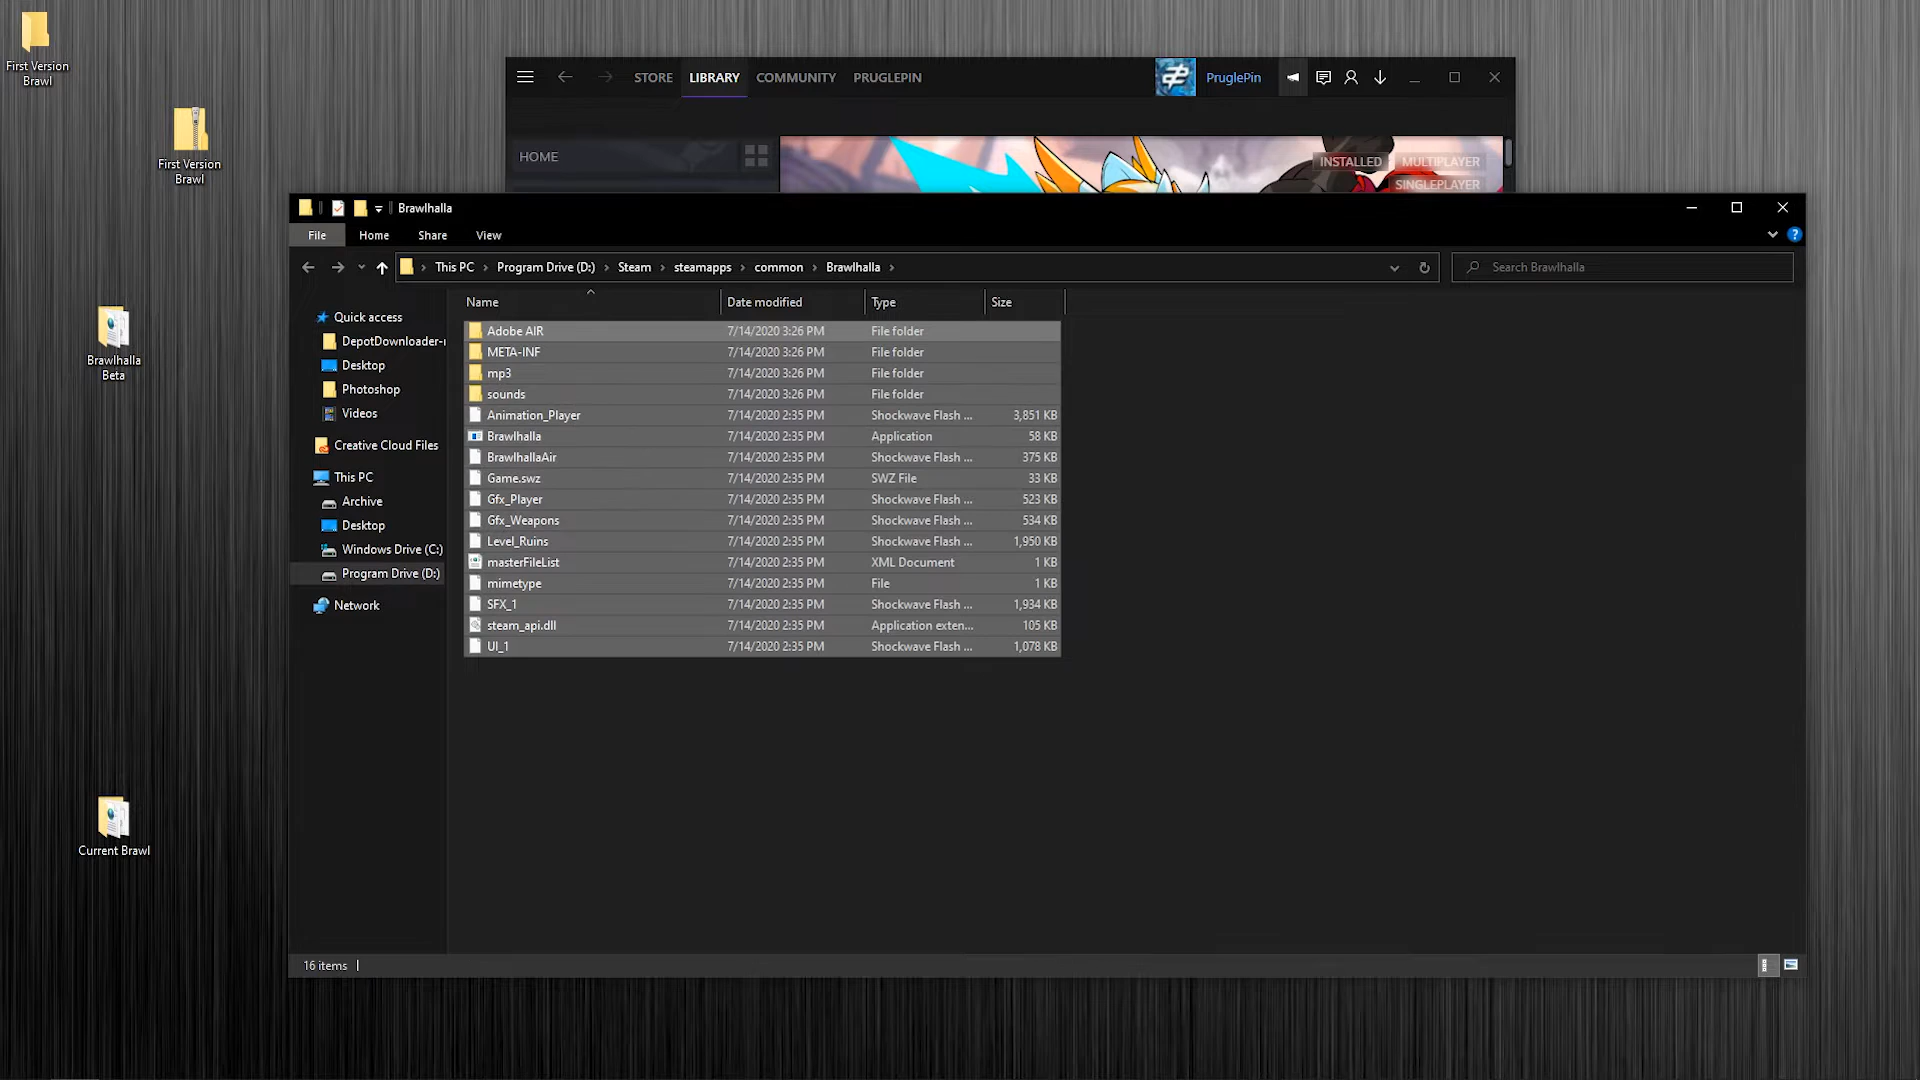 First Version
Brawl
First Version
Brawl
Brawlhalla
Beta
Current Brawl
STORE LIBRARY COMMUNITY PRUGLEPIN PruglePin
HOME
INSTALLED MULTIPLAYER
SINGLEPLAYER
Brawlhalla
File Home Share View
This PC Program Drive (D:) Steam steamapps common Brawlhalla Search Brawlhalla
Quick access
DepotDownloader-
Desktop
Photoshop
Videos
Creative Cloud Files
This PC
Archive
Desktop
Windows Drive (C:)
Program Drive (D:)
Network
Name Date modified Type Size
Adobe AIR 7/14/2020 3:26 PM File folder
META-INF 7/14/2020 3:26 PM File folder
mp3 7/14/2020 3:26 PM File folder
sounds 7/14/2020 3:26 PM File folder
Animation_Player 7/14/2020 2:35 PM Shockwave Flash ... 3,851 KB
Brawlhalla 7/14/2020 2:35 PM Application 58 KB
BrawlhallaAir 7/14/2020 2:35 PM Shockwave Flash ... 375 KB
Game.swz 7/14/2020 2:35 PM SWZ File 33 KB
Gfx_Player 7/14/2020 2:35 PM Shockwave Flash ... 523 KB
Gfx_Weapons 7/14/2020 2:35 PM Shockwave Flash ... 534 KB
Level_Ruins 7/14/2020 2:35 PM Shockwave Flash ... 1,950 KB
masterFileList 7/14/2020 2:35 PM XML Document 1 KB
mimetype 7/14/2020 2:35 PM File 1 KB
SFX_1 7/14/2020 2:35 PM Shockwave Flash ... 1,934 KB
steam_api.dll 7/14/2020 2:35 PM Application exten... 105 KB
UI_1 7/14/2020 2:35 PM Shockwave Flash ... 1,078 KB
16 items